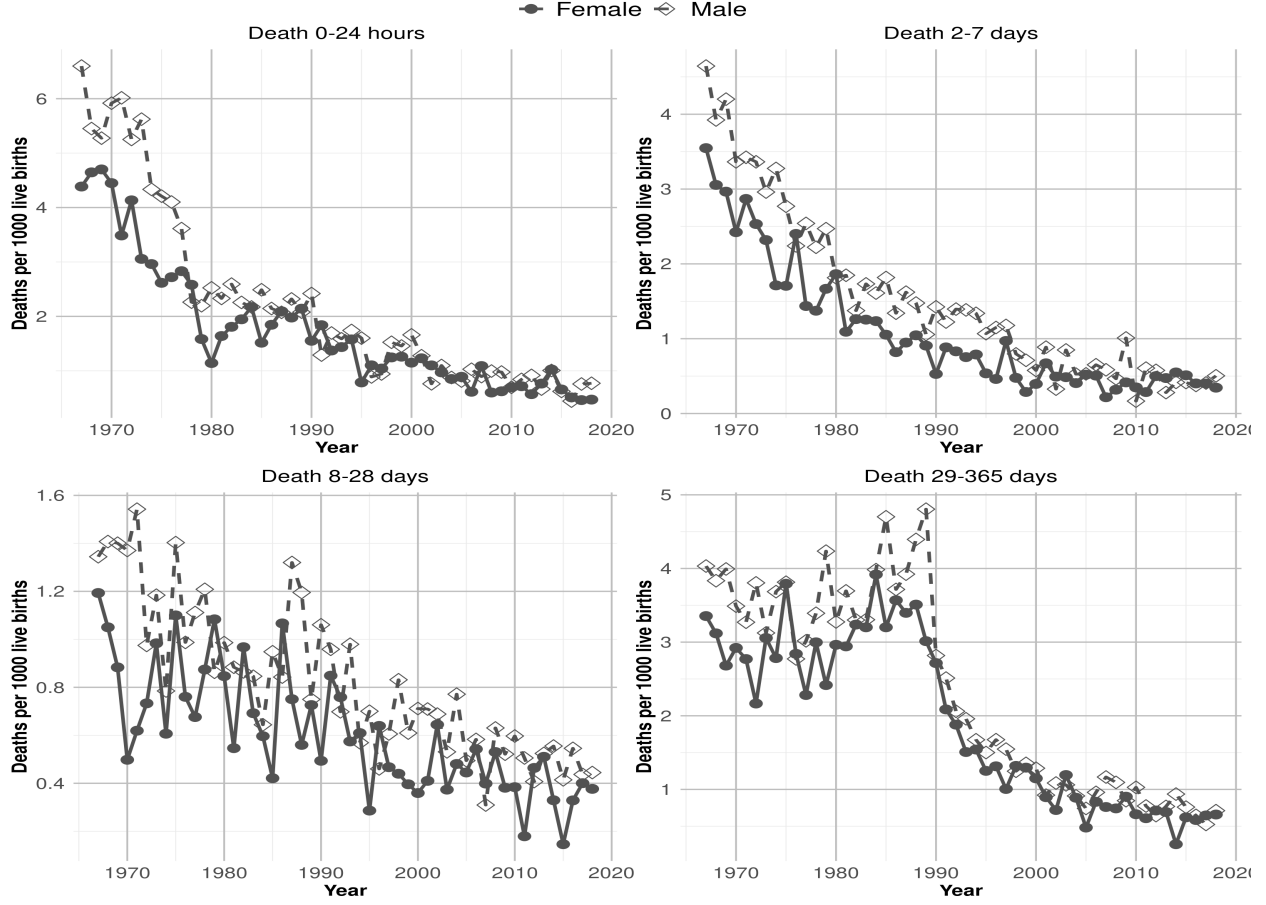 Female Male
Death 0-24 hours
Deaths per 1000 live births
6
4
2
1970 1980 1990 2000 2010 2020
Year
Death 2-7 days
Deaths per 1000 live births
4
3
2
1
0
1970 1980 1990 2000 2010 2020
Year
Death 8-28 days
Deaths per 1000 live births
1.6
1.2
0.8
0.4
1970 1980 1990 2000 2010 2020
Year
Death 29-365 days
Deaths per 1000 live births
5
4
3
2
1
1970 1980 1990 2000 2010 2020
Year